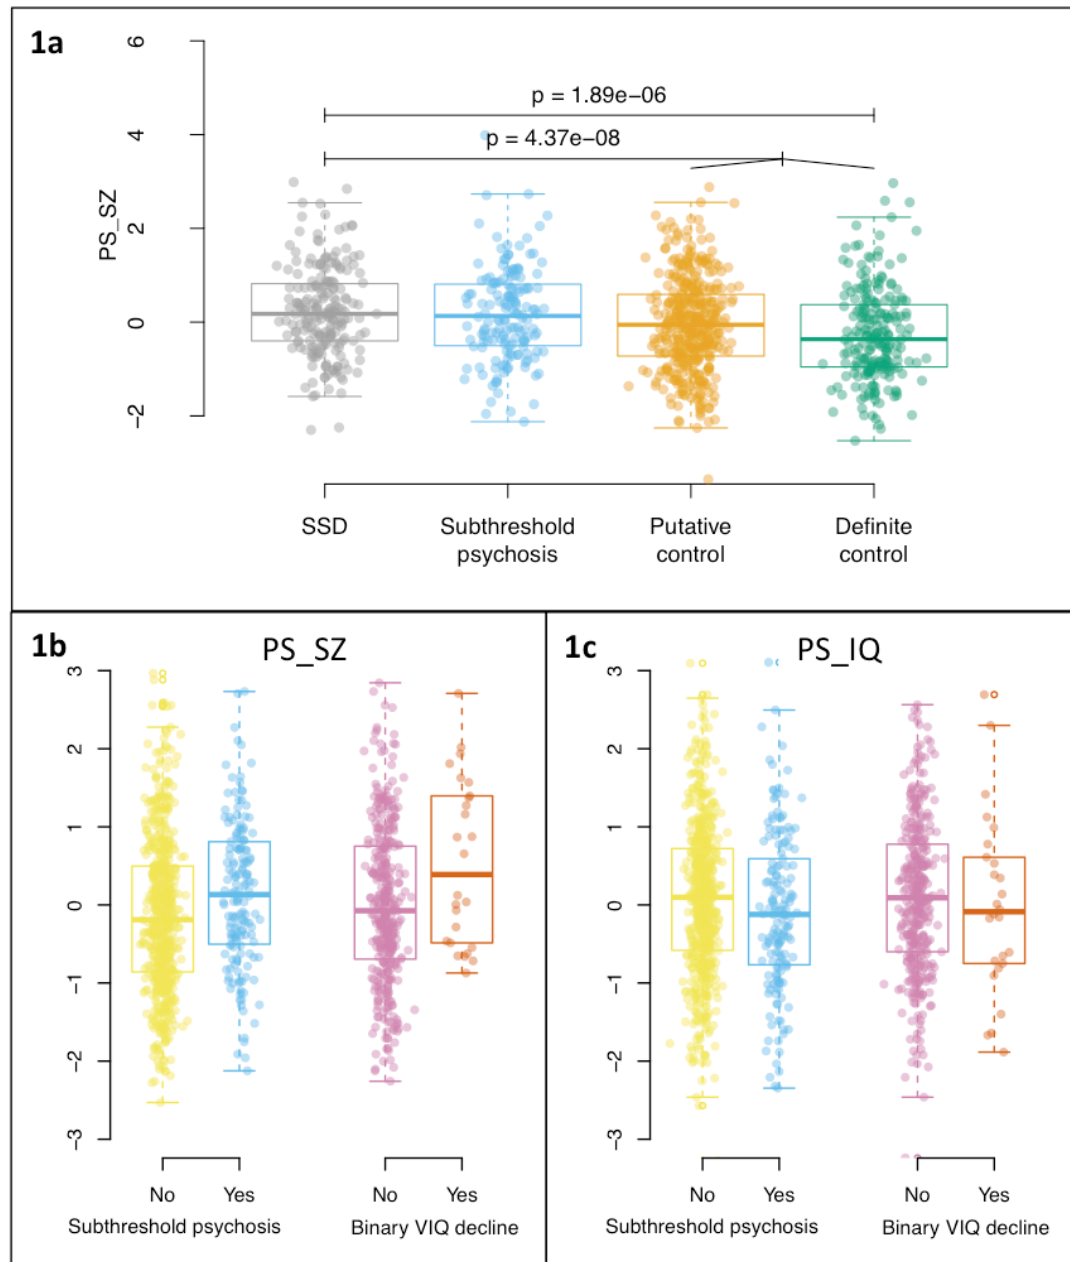 1a
6
4
2
0
−2
PS_SZ
p = 1.89e−06
p = 4.37e−08
SSD
Subthreshold psychosis
Putative control
Definite control
1b
PS_SZ
3
2
1
0
−1
−2
−3
No Yes No Yes
Subthreshold psychosis Binary VIQ decline
1c
PS_IQ
3
2
1
0
−1
−2
−3
No Yes No Yes
Subthreshold psychosis Binary VIQ decline